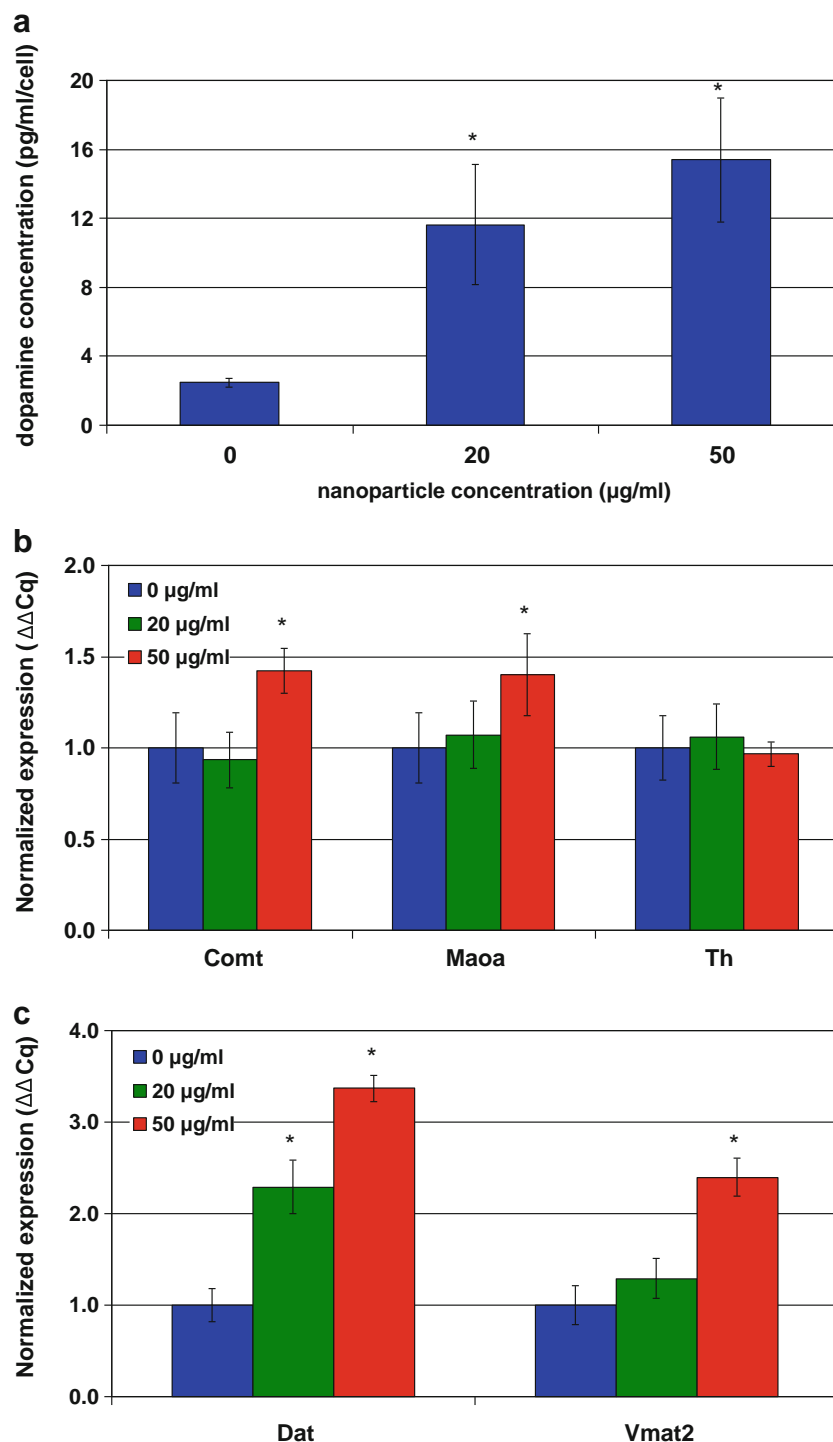 a
dopamine concentration (pg/ml/cell)
20
16
12
8
4
0
*
*
0 20 50
nanoparticle concentration (µg/ml)
b
Normalized expression (ΔΔCq)
2.0
1.5
1.0
0.5
0.0
0 µg/ml
20 µg/ml
50 µg/ml
*
*
Comt Maoa Th
c
Normalized expression (ΔΔCq)
4.0
3.0
2.0
1.0
0.0
0 µg/ml
20 µg/ml
50 µg/ml
*
*
*
Dat Vmat2